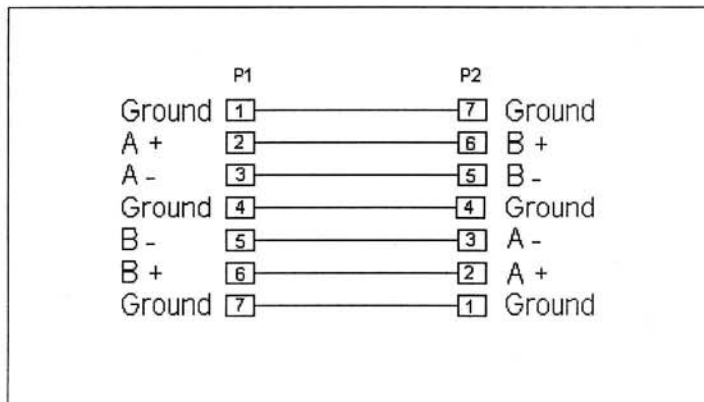 P1 P2
Ground 1 7 Ground
A + 2 6 B +
A - 3 5 B -
Ground 4 4 Ground
B - 5 3 A -
B + 6 2 A +
Ground 7 1 Ground